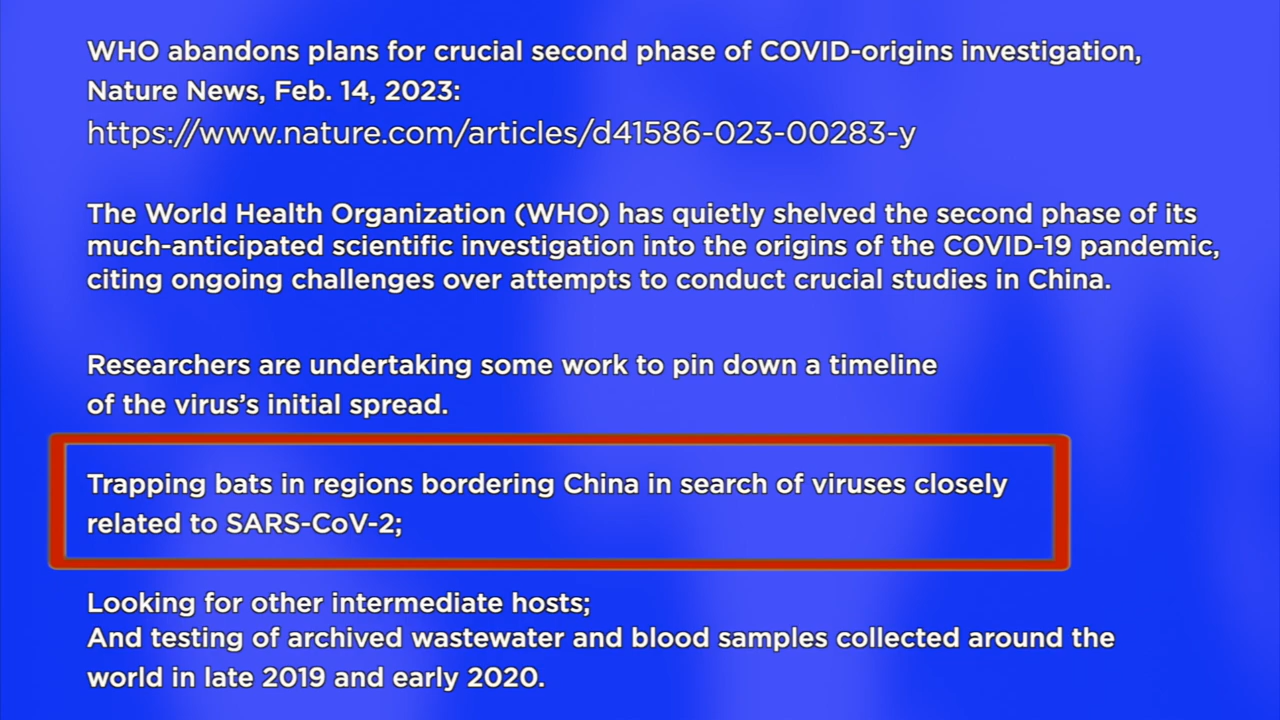 WHO abandons plans for crucial second phase of COVID-origins investigation,
Nature News, Feb. 14, 2023:
https://www.nature.com/articles/d41586-023-00283-y
The World Health Organization (WHO) has quietly shelved the second phase of its
much-anticipated scientific investigation into the origins of the COVID-19 pandemic,
citing ongoing challenges over attempts to conduct crucial studies in China.
Researchers are undertaking some work to pin down a timeline
of the virus’s initial spread.
Trapping bats in regions bordering China in search of viruses closely
related to SARS-CoV-2;
Looking for other intermediate hosts;
And testing of archived wastewater and blood samples collected around the
world in late 2019 and early 2020.